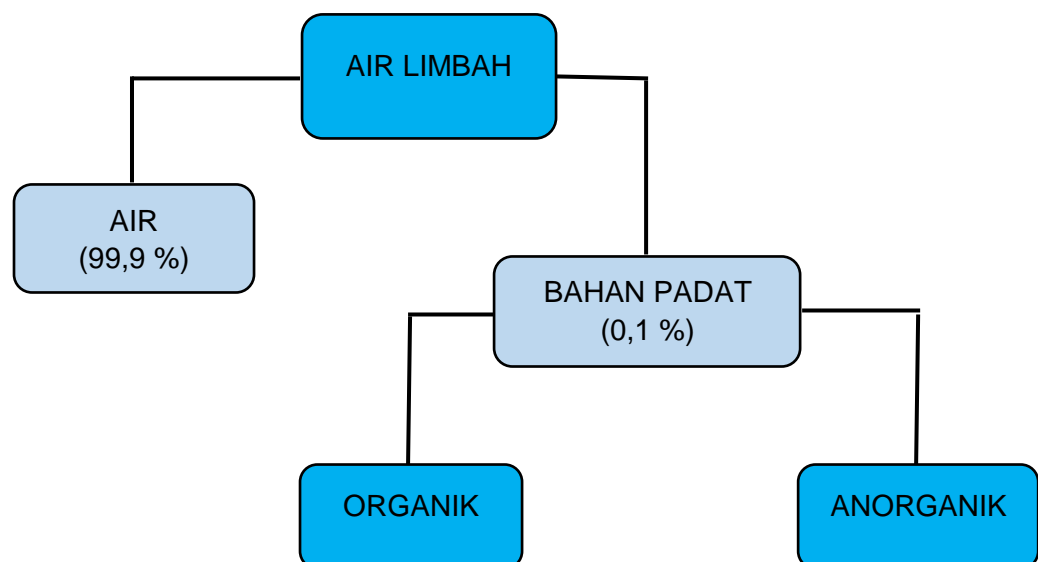 AIR LIMBAH
AIR
(99,9 %)
BAHAN PADAT
(0,1 %)
ORGANIK
ANORGANIK